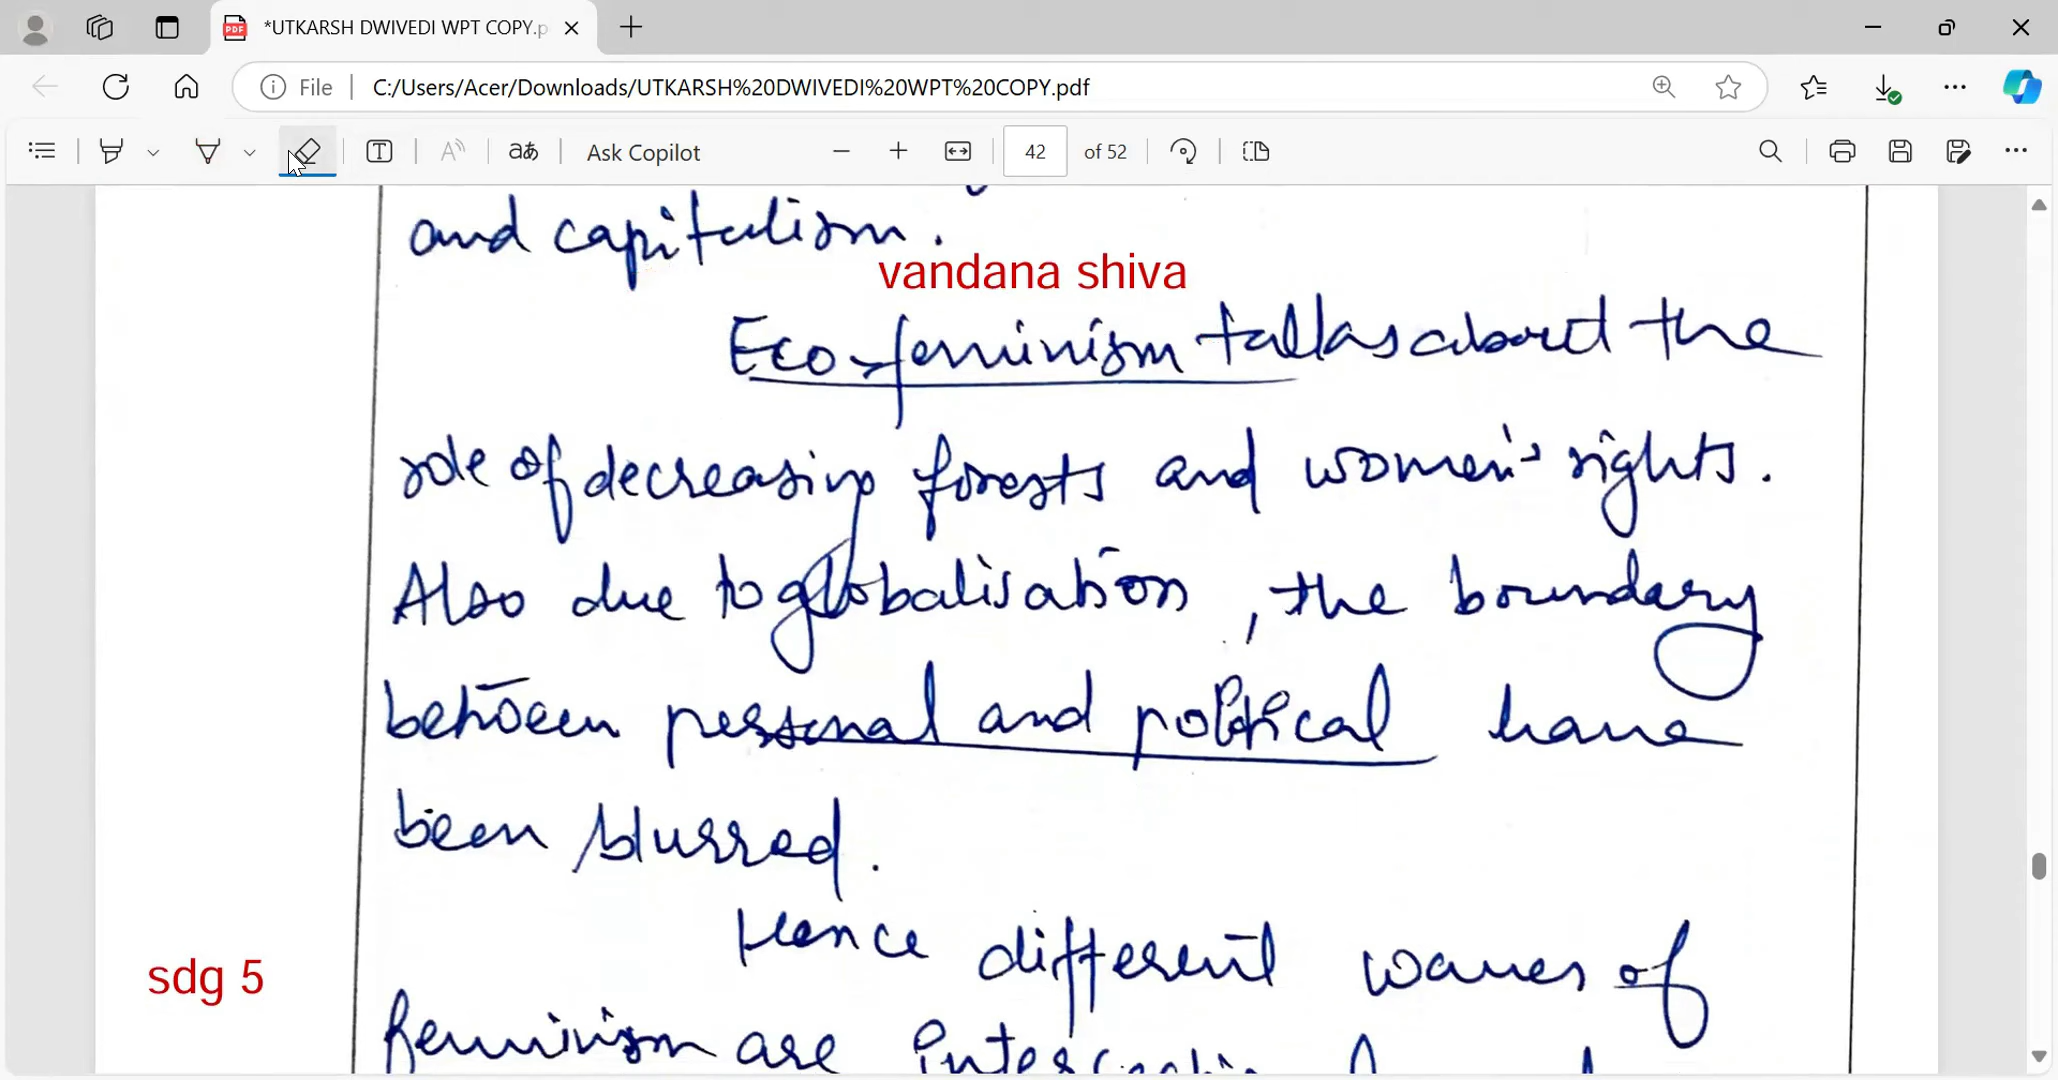 *UTKARSH DWIVEDI WPT COPY.p
File C:/Users/Acer/Downloads/UTKARSH%20DWIVEDI%20WPT%20COPY.pdf
Ask Copilot 42 of 52
and capitalism.
vandana shiva
Eco-feminism talks about the
role of decreasing forests and women's rights.
Also due to globalisation, the boundary
between personal and political have
been blurred.
Hence different waves of
sdg 5
feminism are